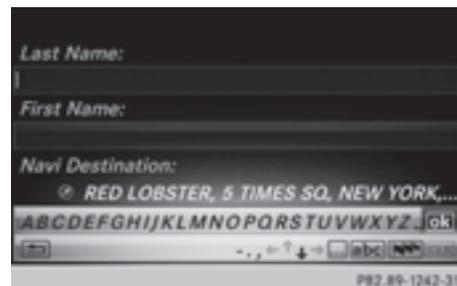 Last Name:
First Name:
Navi Destination:
RED LOBSTER, 5 TIMES SQ, NEW YORK,...
ABCDEFGHIJKLMNOPQRSTUVWXYZ_ ok
- . , ←↑↓→ abc
P82.89-1242-31